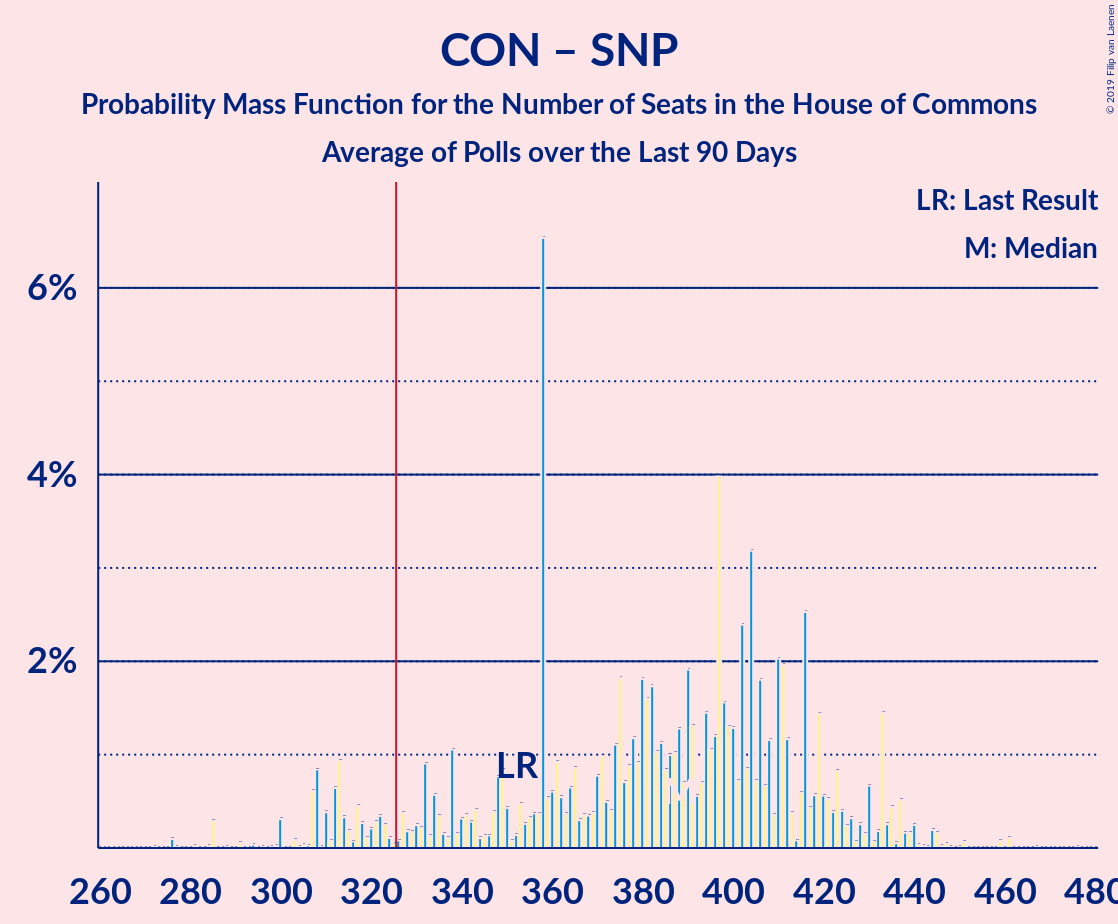 CON – SNP
Probability Mass Function for the Number of Seats in the House of Commons
Average of Polls over the Last 90 Days
© 2019 Filip van Laenen
LR: Last Result
M: Median
6%
4%
2%
LR
M
260 280 300 320 340 360 380 400 420 440 460 480